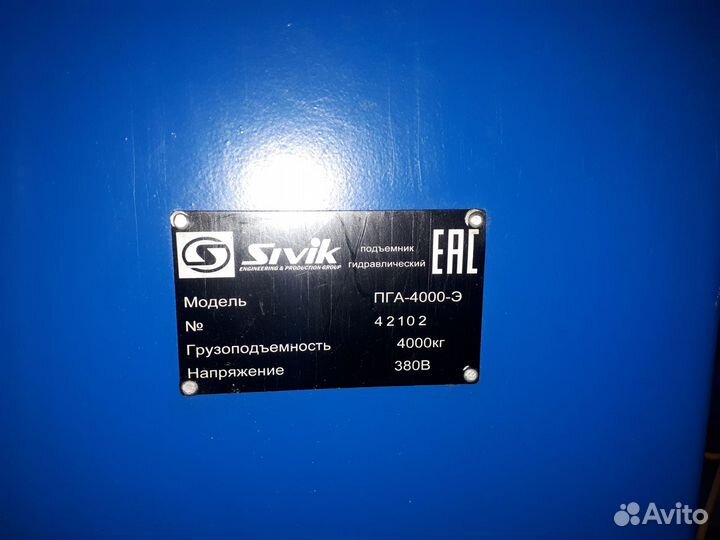 Sivik
ENGINEERING & PRODUCTION GROUP
подъемник
гидравлический
EAC
Модель ПГА-4000-Э
№ 42102
Грузоподъемность 4000кг
Напряжение 380В
Avito